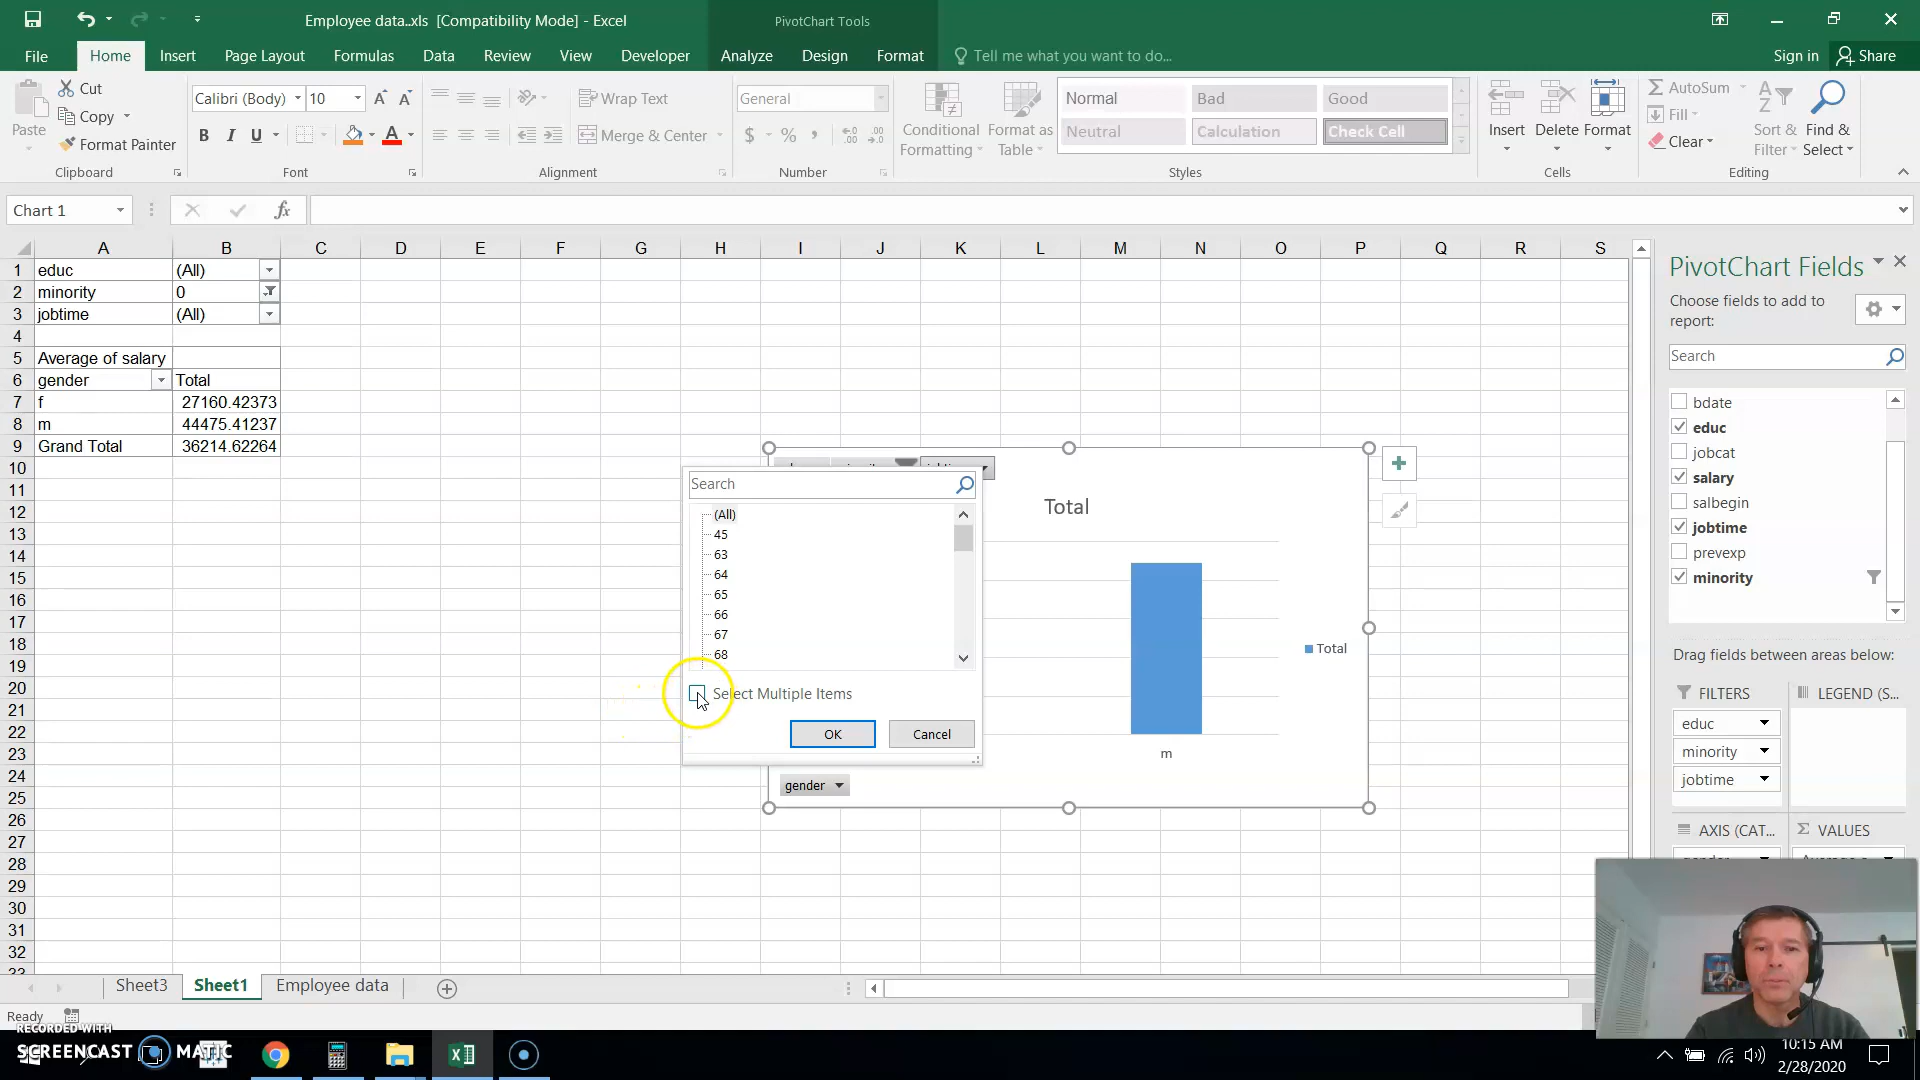 Employee data..xls [Compatibility Mode] - Excel
PivotChart Tools
File
Home
Insert
Page Layout
Formulas
Data
Review
View
Developer
Analyze
Design
Format
Tell me what you want to do...
Sign in
Share
Paste
Cut
Copy
Format Painter
Clipboard
Calibri (Body)
10
B I U
Font
Wrap Text
Merge & Center
Alignment
General
$ % ,
Number
Conditional Formatting
Format as Table
Normal
Bad
Good
Neutral
Calculation
Check Cell
Styles
Insert
Delete
Format
Cells
AutoSum
Fill
Clear
Sort & Filter
Find & Select
Editing
Chart 1
fx
A B C D E F G H I J K L M N O P Q R S
1 educ (All)
2 minority 0
3 jobtime (All)
4
5 Average of salary
6 gender Total
7 f 27160.42373
8 m 44475.41237
9 Grand Total 36214.62264
10
11
12
13
14
15
16
17
18
19
20
21
22
23
24
25
26
27
28
29
30
31
32
Search
(All)
45
63
64
65
66
67
68
Select Multiple Items
OK
Cancel
Total
Total
m
gender
PivotChart Fields
Choose fields to add to
report:
Search
bdate
educ
jobcat
salary
salbegin
jobtime
prevexp
minority
Drag fields between areas below:
FILTERS
LEGEND (S...
educ
minority
jobtime
AXIS (CAT...
VALUES
Sheet3
Sheet1
Employee data
Ready
RECORDED WITH
SCREENCAST MATIC
10:15 AM
2/28/2020